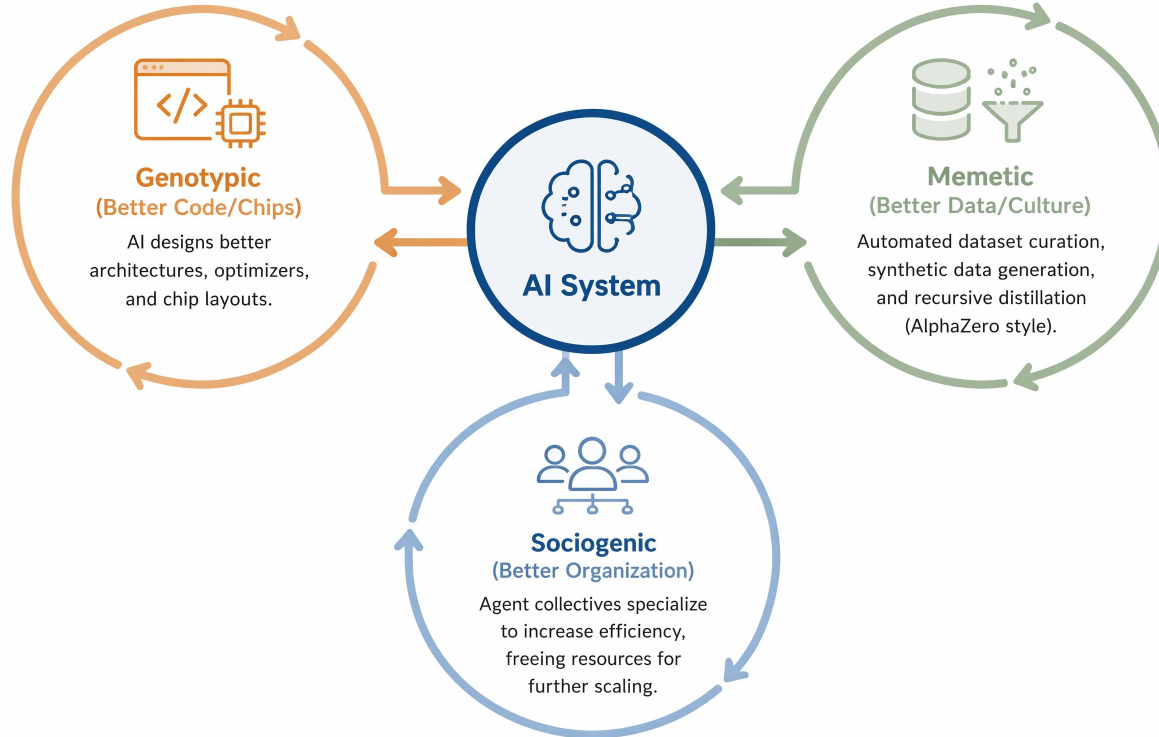 </>
Genotypic
(Better Code/Chips)
AI designs better
architectures, optimizers,
and chip layouts.
AI System
Memetic
(Better Data/Culture)
Automated dataset curation,
synthetic data generation,
and recursive distillation
(AlphaZero style).
Sociogenic
(Better Organization)
Agent collectives specialize
to increase efficiency,
freeing resources for
further scaling.